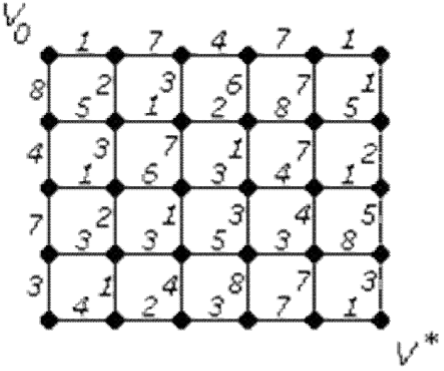 V0
1 7 4 7 1
8 2 3 6 7 1
5 1 2 8 5
4 3 7 1 7 2
1 6 3 4 1
7 2 1 3 4 5
3 3 5 3 8
3 1 4 8 7 3
4 2 3 7 1
V*